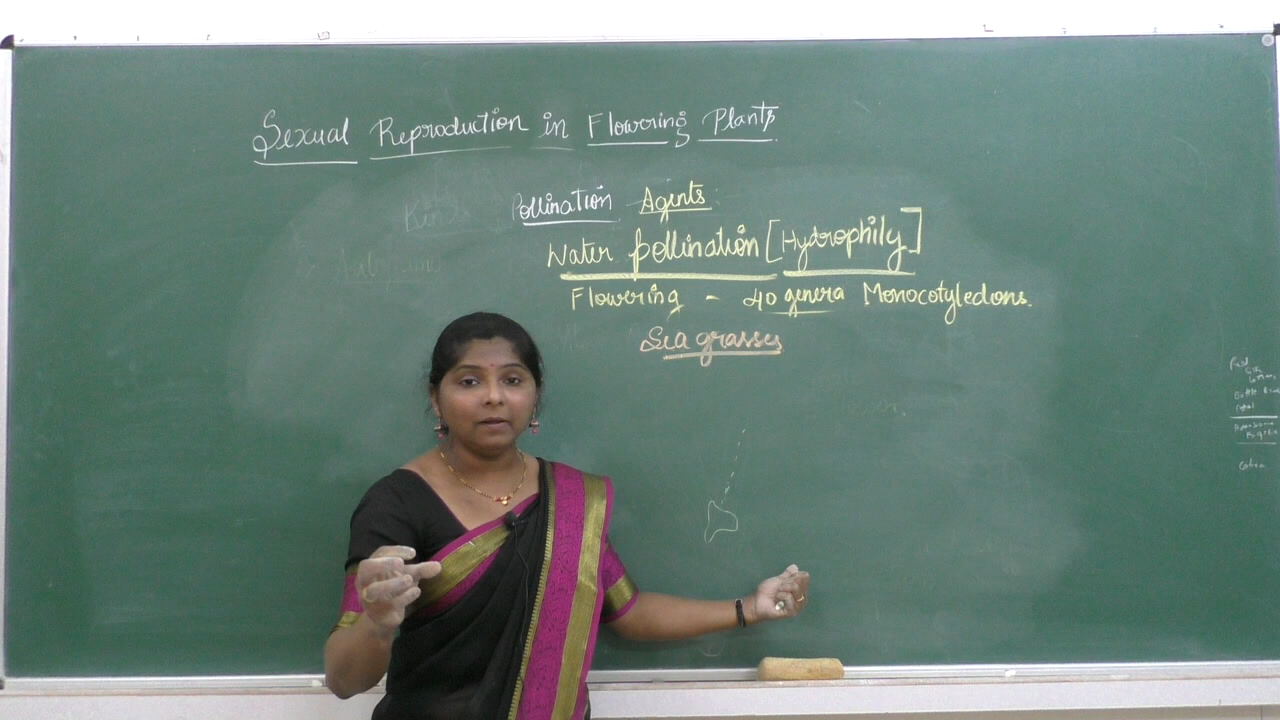 Sexual Reproduction in Flowering Plants
Pollination Agents:
Water pollination [Hydrophily]
Flowering - 40 genera Monocotyledons.
Sea grasses